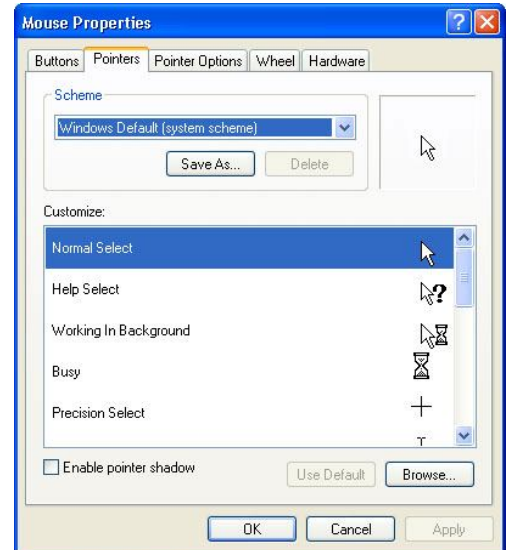 Mouse Properties
Buttons Pointers Pointer Options Wheel Hardware
Scheme
Windows Default (system scheme)
Save As... Delete
Customize:
Normal Select
Help Select
Working In Background
Busy
Precision Select
Enable pointer shadow
Use Default Browse...
OK Cancel Apply